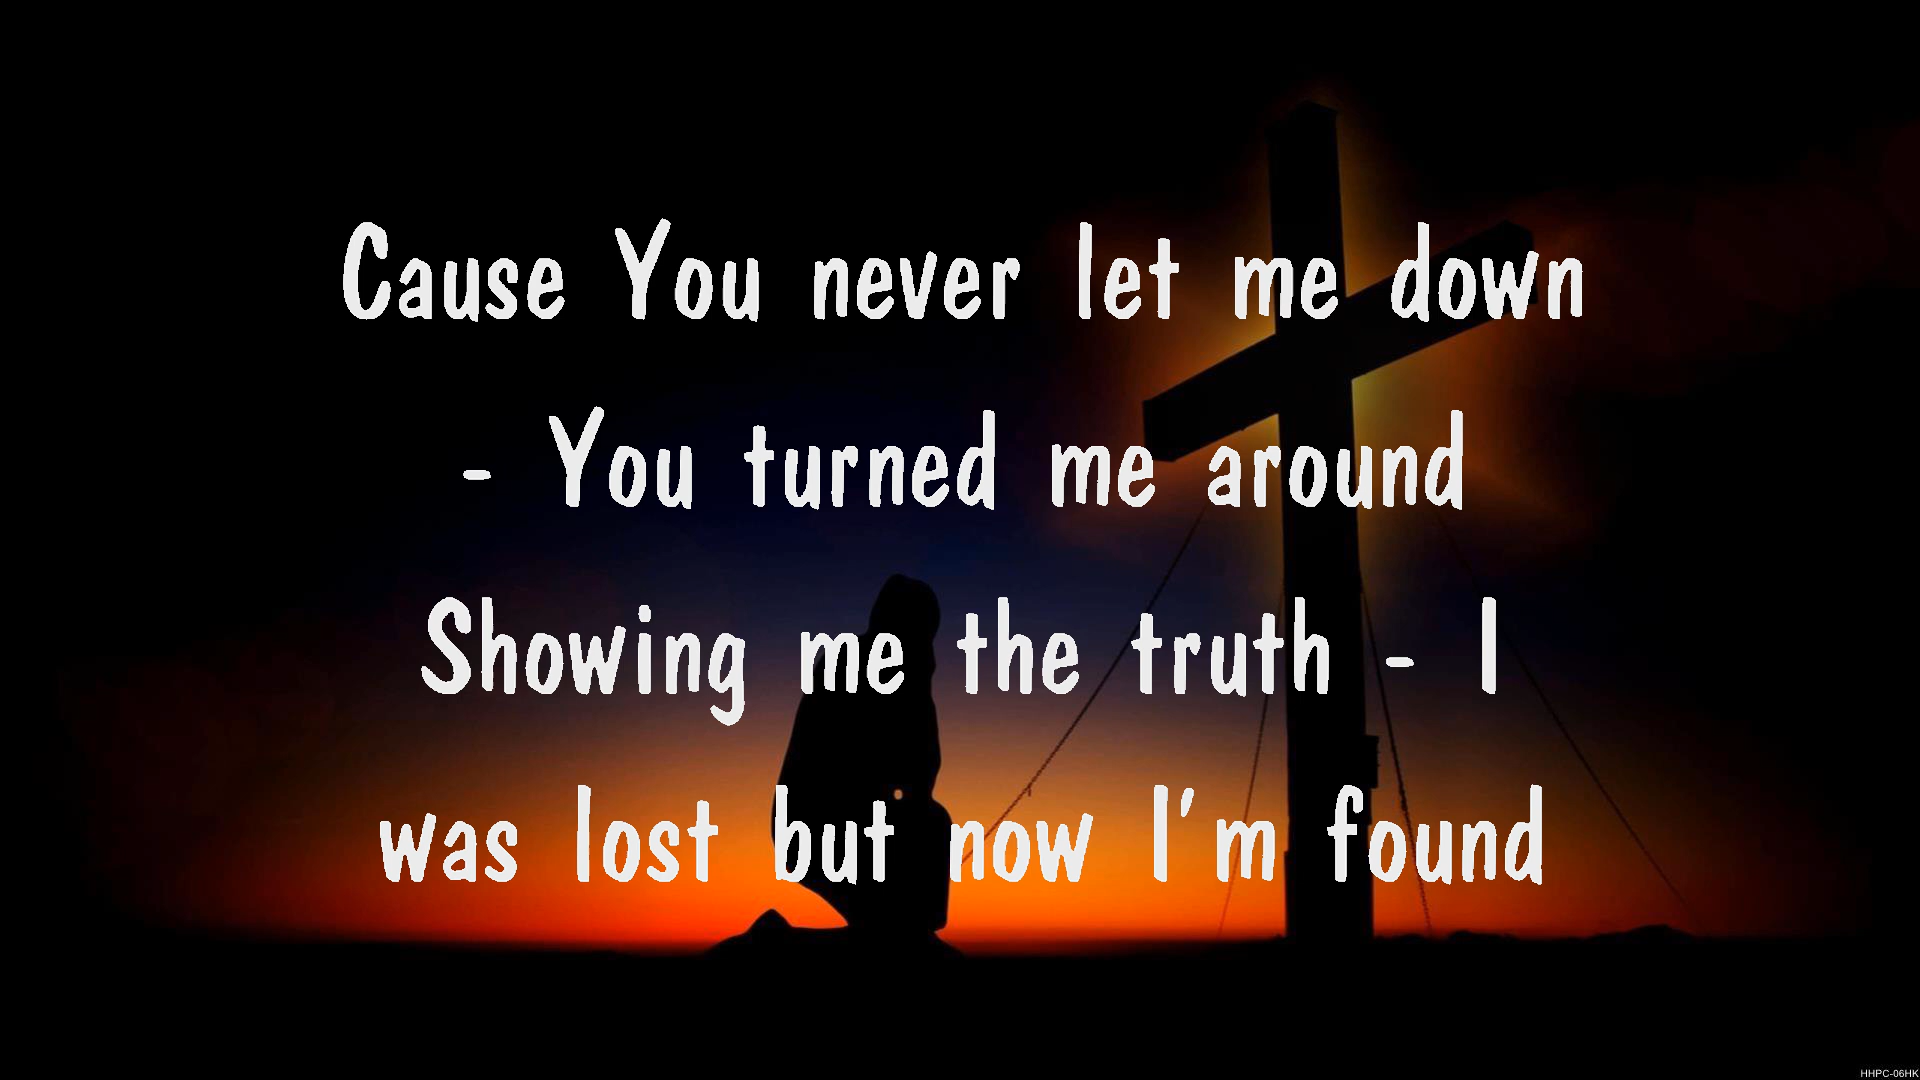 Cause You never let me down
- You turned me around
Showing me the truth - I
was lost but now I'm found
HHPC-06HK